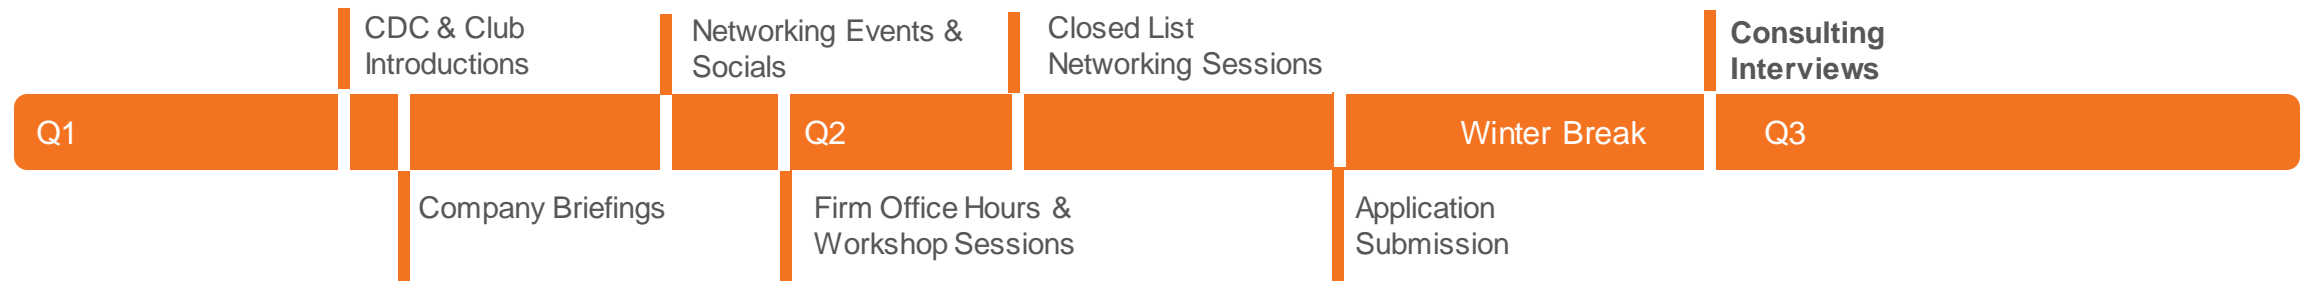 CDC & Club
Introductions
Networking Events &
Socials
Closed List
Networking Sessions
Consulting
Interviews
Q1
Q2
Winter Break
Q3
Company Briefings
Firm Office Hours &
Workshop Sessions
Application
Submission